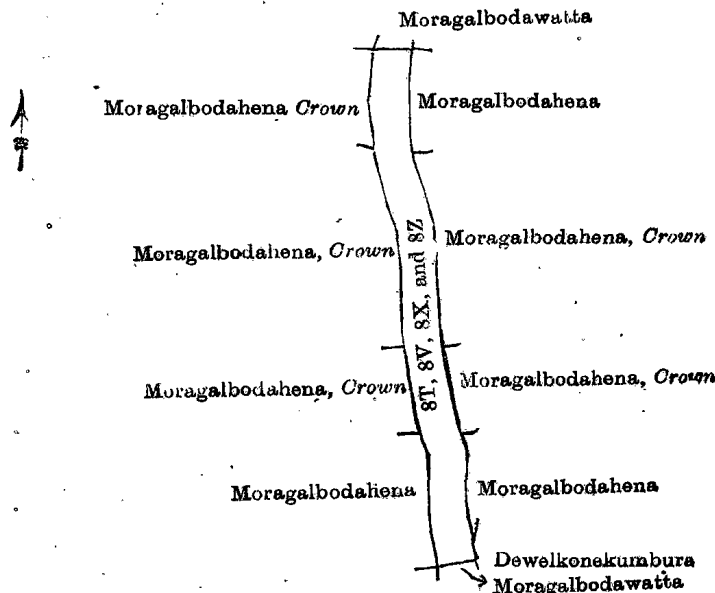 Moragalbodawatta
Moragalbodahena Crown
Moragalbodahena
Moragalbodahena, Crown
Moragalbodahena, Crown
8T, 8V, 8X, and 8Z
Moragalbodahena, Crown
Moragalbodahena, Crown
Moragalbodahena
Moragalbodahena
Dewelkonekumbura
Moragalbodawatta